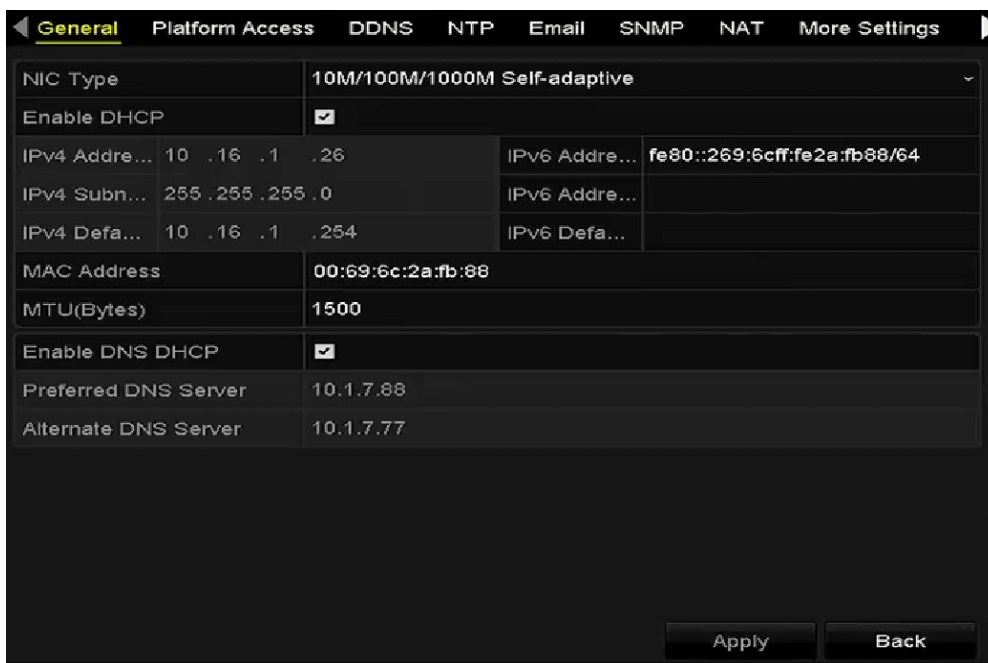 General Platform Access DDNS NTP Email SNMP NAT More Settings
NIC Type 10M/100M/1000M Self-adaptive
Enable DHCP
IPv4 Addre... 10 .16 .1 .26 IPv6 Addre... fe80::269:6cff:fe2a:fb88/64
IPv4 Subn... 255.255.255.0 IPv6 Addre...
IPv4 Defa... 10 .16 .1 .254 IPv6 Defa...
MAC Address 00:69:6c:2a:fb:88
MTU(Bytes) 1500
Enable DNS DHCP
Preferred DNS Server 10.1.7.88
Alternate DNS Server 10.1.7.77
Apply Back